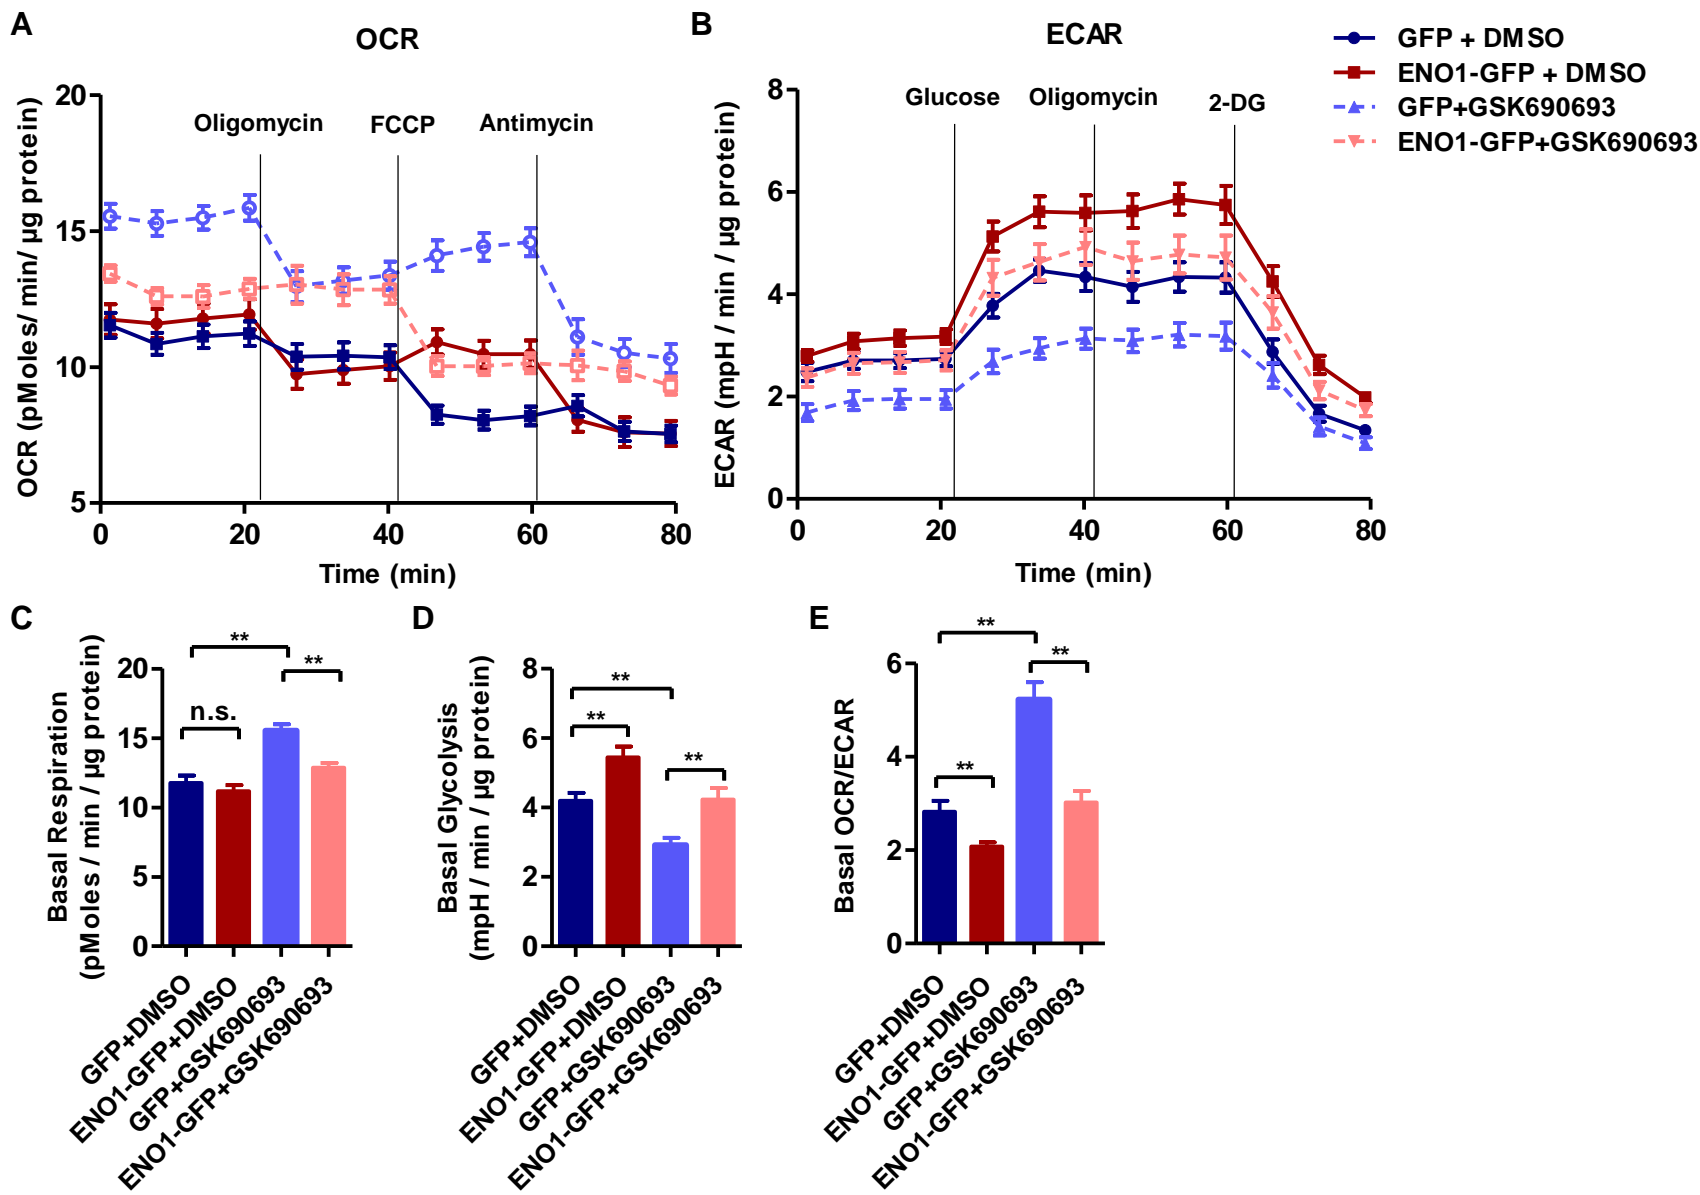 A
OCR
20
15
10
5
0
20
40
60
80
Oligomycin
FCCP
Antimycin
OCR (pMoles/ min/ µg protein)
Time (min)
B
ECAR
8
6
4
2
0
0
20
40
60
80
Glucose
Oligomycin
2-DG
ECAR (mpH / min / µg protein)
Time (min)
GFP + DMSO
ENO1-GFP + DMSO
GFP+GSK690693
ENO1-GFP+GSK690693
C
**
**
n.s.
20
15
10
5
0
Basal Respiration
(pMoles / min / µg protein)
GFP+DMSO
ENO1-GFP+DMSO
GFP+GSK690693
ENO1-GFP+GSK690693
D
**
**
**
8
6
4
2
0
Basal Glycolysis
(mpH / min / µg protein)
GFP+DMSO
ENO1-GFP+DMSO
GFP+GSK690693
ENO1-GFP+GSK690693
E
**
**
**
6
4
2
0
Basal OCR/ECAR
GFP+DMSO
ENO1-GFP+DMSO
GFP+GSK690693
ENO1-GFP+GSK690693